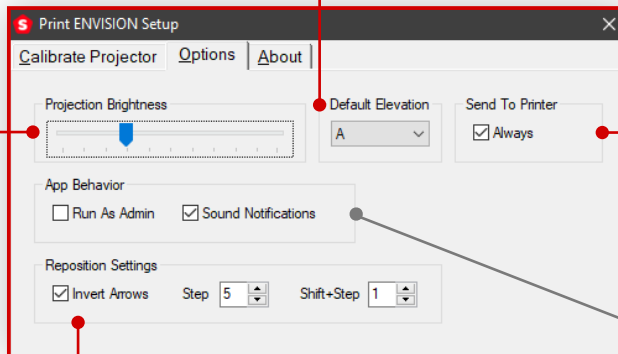 S Print ENVISION Setup
Calibrate Projector Options About
Projection Brightness Default Elevation Send To Printer
A Always
App Behavior
Run As Admin Sound Notifications
Reposition Settings
Invert Arrows Step 5 Shift+Step 1